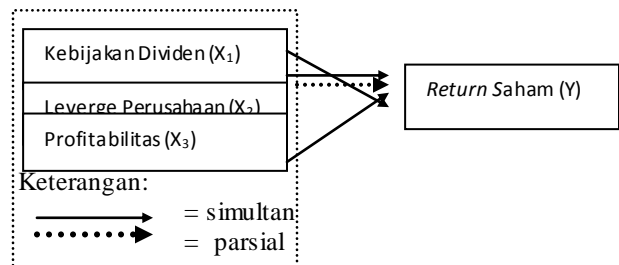 Kebijakan Dividen (X₁)
Leverge Perusahaan (X₂)
Profitabilitas (X₃)
Return Saham (Y)
Keterangan:
= simultan
= parsial